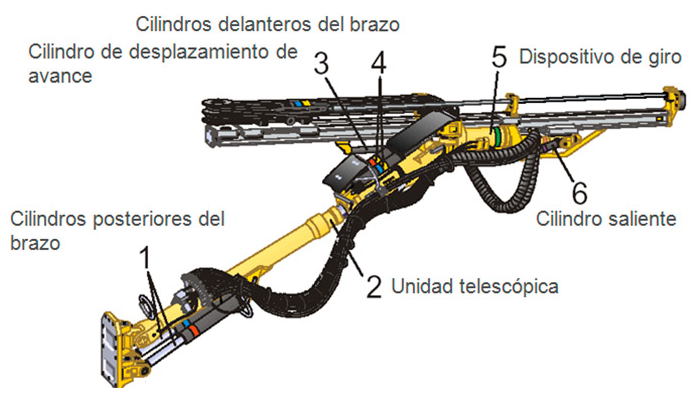 Cilindros delanteros del brazo
Cilindro de desplazamiento de
avance
3
4
5
Dispositivo de giro
6
Cilindro saliente
Cilindros posteriores del
brazo
1
2
Unidad telescópica